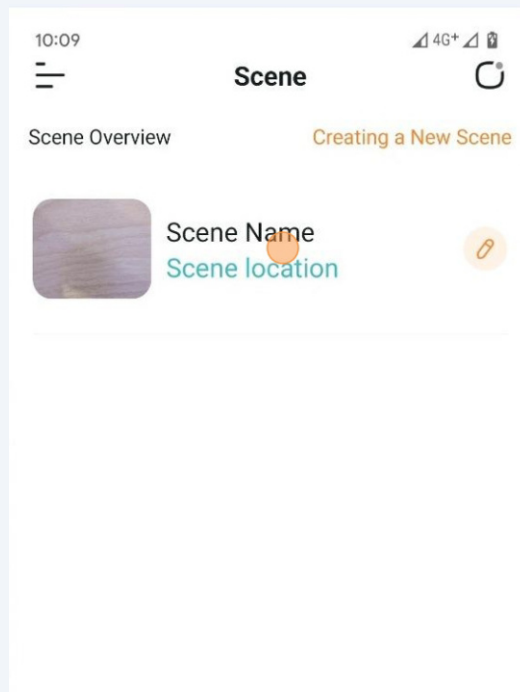 10:09 4G+
Scene
Scene Overview Creating a New Scene
Scene Name
Scene location